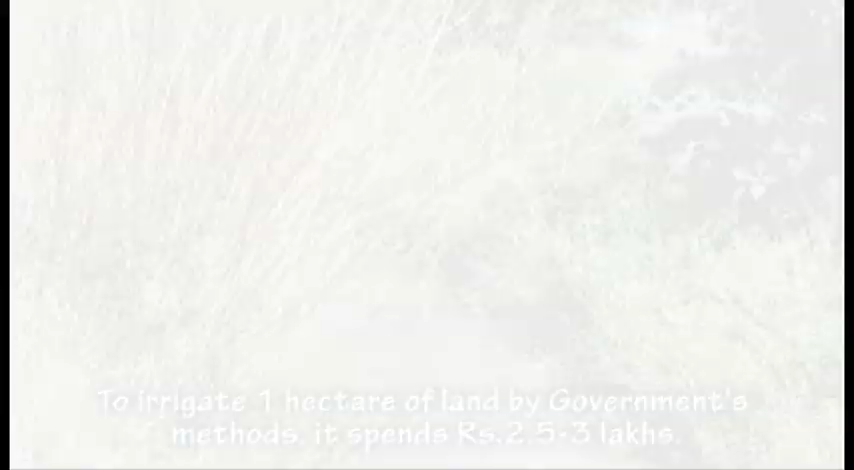 To irrigate 1 hectare of land by Government's
methods, it spends Rs.2.5-3 lakhs.